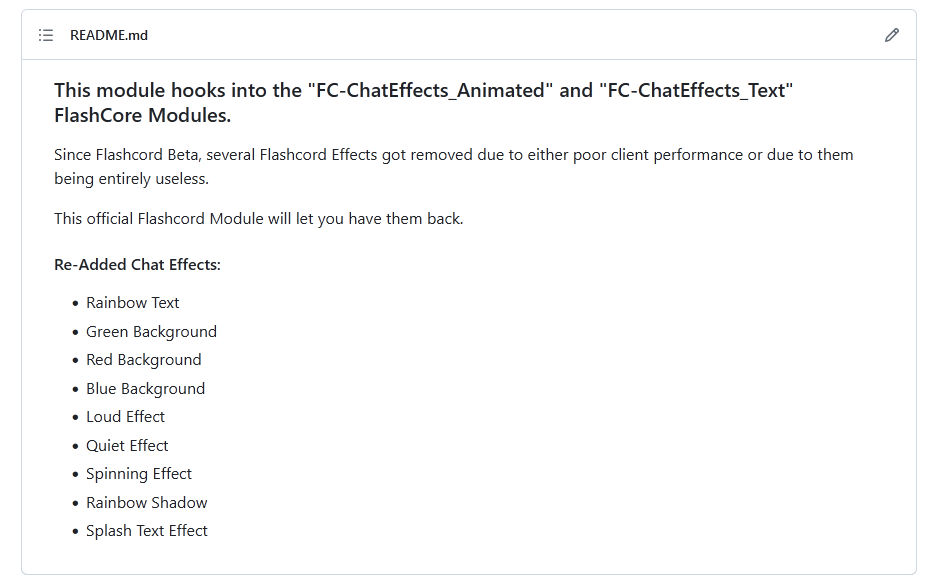 README.md
This module hooks into the "FC-ChatEffects_Animated" and "FC-ChatEffects_Text"
FlashCore Modules.
Since Flashcord Beta, several Flashcord Effects got removed due to either poor client performance or due to them
being entirely useless.
This official Flashcord Module will let you have them back.
Re-Added Chat Effects:
• Rainbow Text
• Green Background
• Red Background
• Blue Background
• Loud Effect
• Quiet Effect
• Spinning Effect
• Rainbow Shadow
• Splash Text Effect